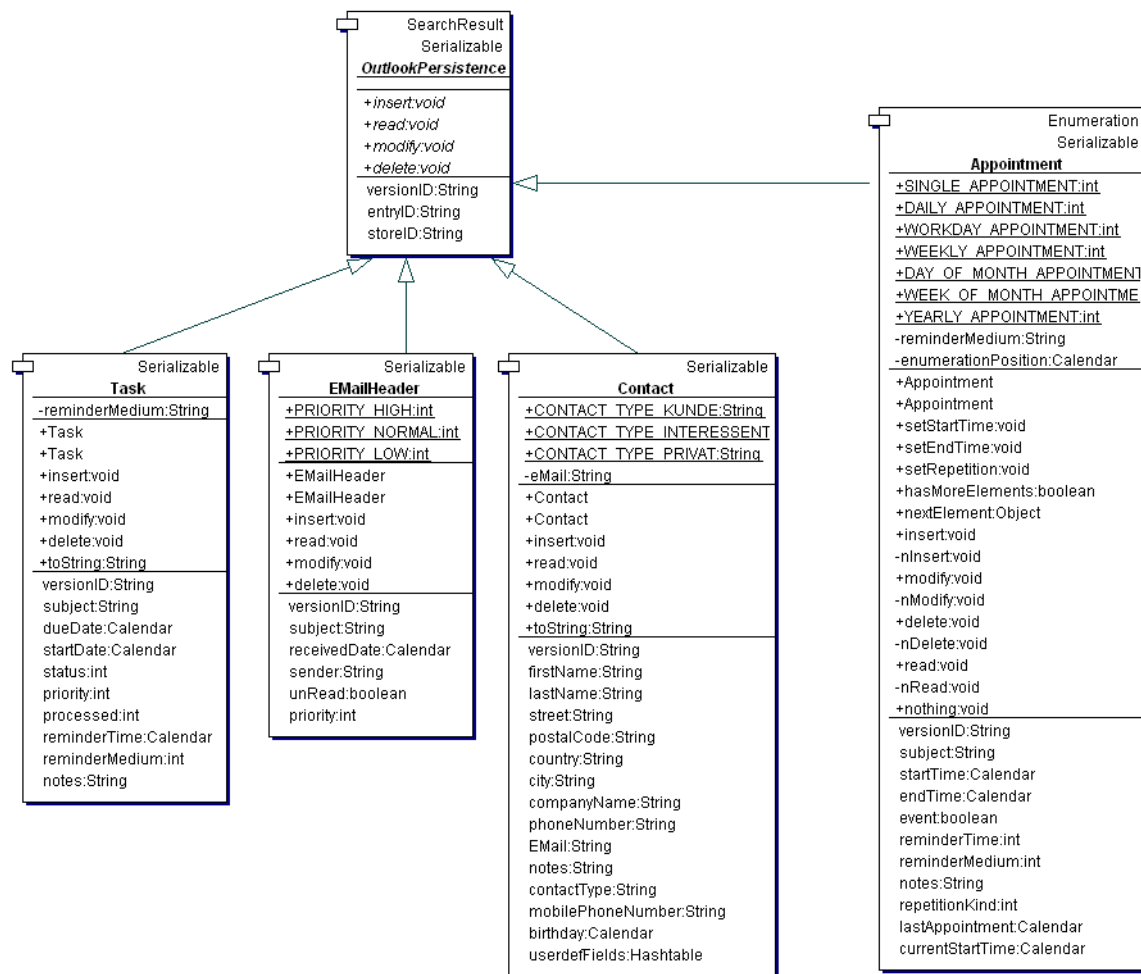 SearchResult
Serializable
OutlookPersistence
+insert:void
+read:void
+modify:void
+delete:void
versionID:String
entryID:String
storeID:String
Enumeration
Serializable
Appointment
+SINGLE_APPOINTMENT:int
+DAILY_APPOINTMENT:int
+WORKDAY_APPOINTMENT:int
+WEEKLY_APPOINTMENT:int
+DAY_OF_MONTH_APPOINTMENT
+WEEK_OF_MONTH_APPOINTME
+YEARLY_APPOINTMENT:int
-reminderMedium:String
-enumerationPosition:Calendar
+Appointment
+Appointment
+setStartTime:void
+setEndTime:void
+setRepetition:void
+hasMoreElements:boolean
+nextElement:Object
+insert:void
-nInsert:void
+modify:void
-nModify:void
+delete:void
-nDelete:void
+read:void
-nRead:void
+nothing:void
versionID:String
subject:String
startTime:Calendar
endTime:Calendar
event:boolean
reminderTime:int
reminderMedium:int
notes:String
repetitionKind:int
lastAppointment:Calendar
currentStartTime:Calendar
Serializable
Task
-reminderMedium:String
+Task
+Task
+insert:void
+read:void
+modify:void
+delete:void
+toString:String
versionID:String
subject:String
dueDate:Calendar
startDate:Calendar
status:int
priority:int
processed:int
reminderTime:Calendar
reminderMedium:int
notes:String
Serializable
EMailHeader
+PRIORITY_HIGH:int
+PRIORITY_NORMAL:int
+PRIORITY_LOW:int
+EMailHeader
+EMailHeader
+insert:void
+read:void
+modify:void
+delete:void
versionID:String
subject:String
receivedDate:Calendar
sender:String
unRead:boolean
priority:int
Serializable
Contact
+CONTACT_TYPE_KUNDE:String
+CONTACT_TYPE_INTERESSENT
+CONTACT_TYPE_PRIVAT:String
-eMail:String
+Contact
+Contact
+insert:void
+read:void
+modify:void
+delete:void
+toString:String
versionID:String
firstName:String
lastName:String
street:String
postalCode:String
country:String
city:String
companyName:String
phoneNumber:String
EMail:String
notes:String
contactType:String
mobilePhoneNumber:String
birthday:Calendar
userdefFields:Hashtable